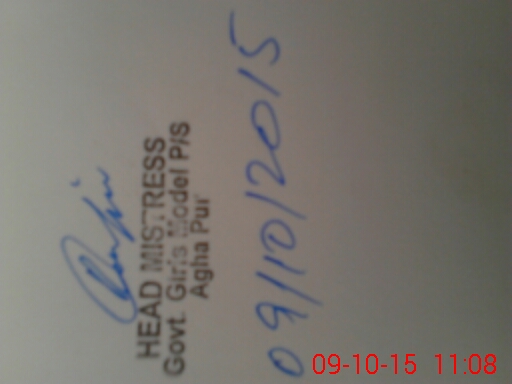 HEAD MISTRESS
Govt. Girls Model P/S
Agha Pur
09/10/2015
09-10-15 11:08